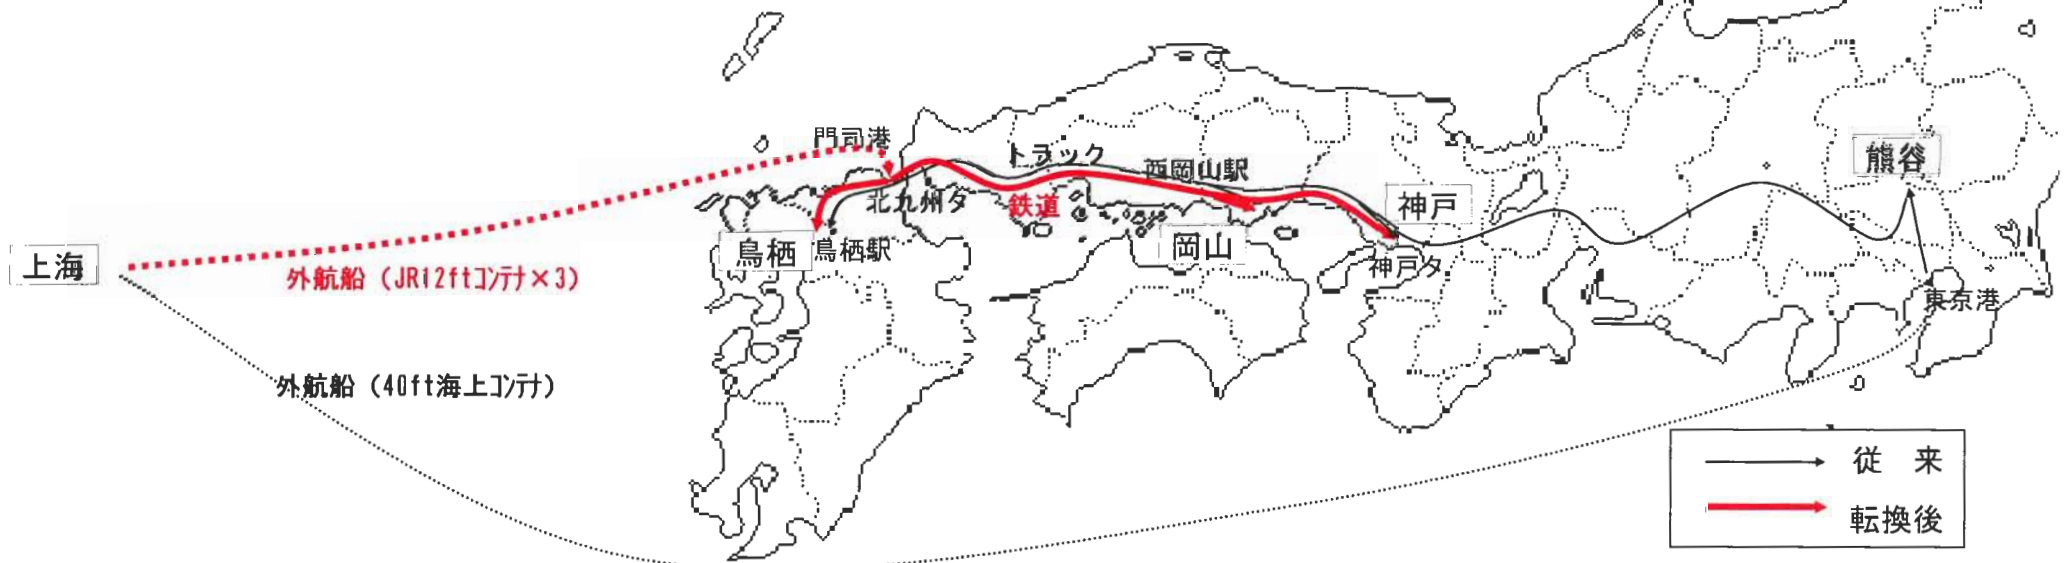 門司港
トラック
西岡山駅
熊谷
北九州タ
鉄道
神戸
上海
鳥栖
鳥栖駅
岡山
神戸タ
外航船（JR12ftコンテナ×3）
東京港
外航船（40ft海上コンテナ）
従　来
転換後